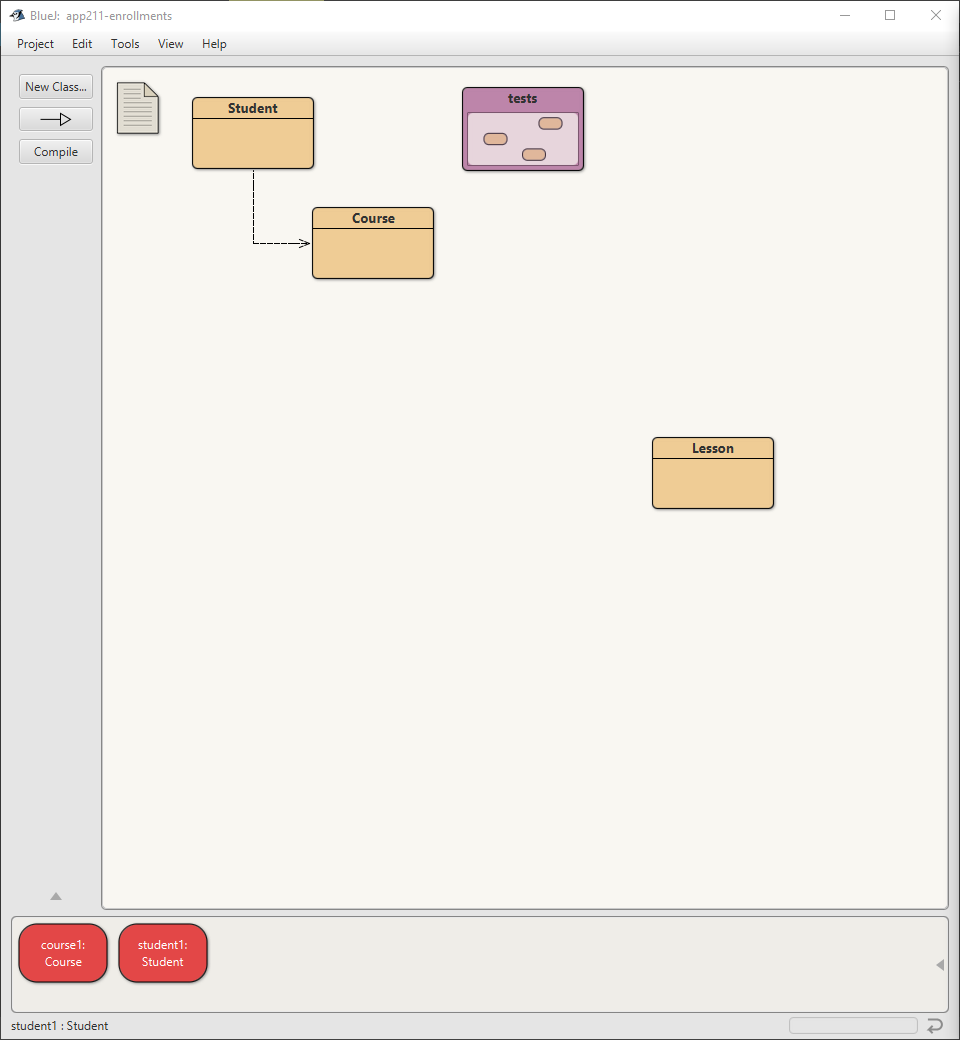 BlueJ: app211-enrollments
Project Edit Tools View Help
New Class...
Compile
Student
tests
Course
Lesson
course1:
Course
student1:
Student
student1 : Student